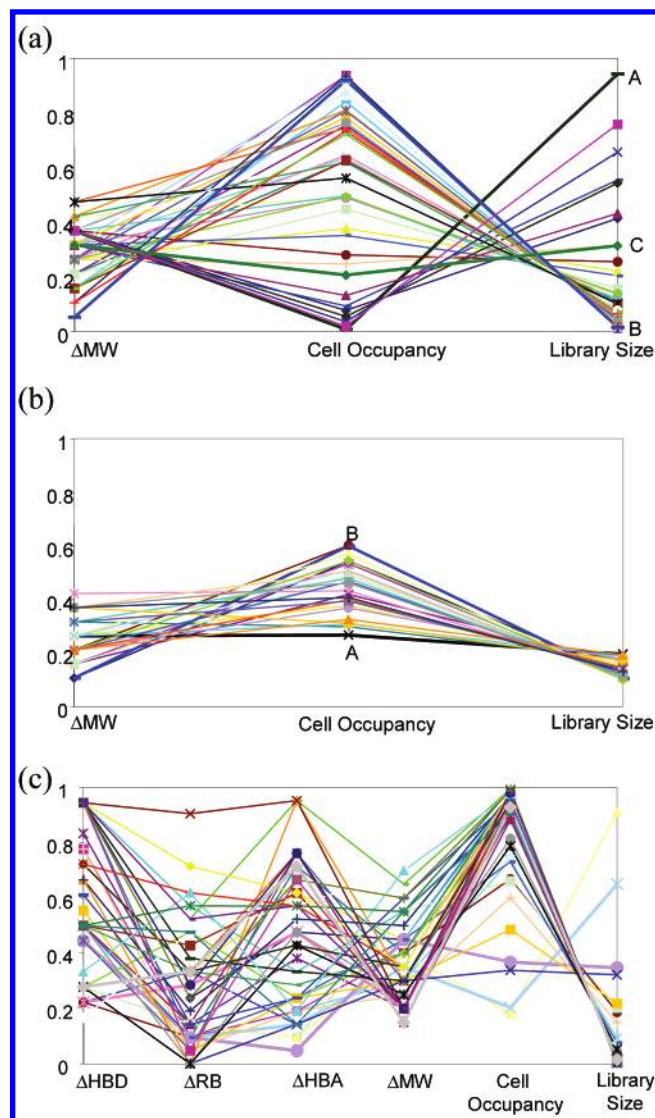 (a)
1
0.8
0.6
0.4
0.2
0
A
C
B
ΔMW Cell Occupancy Library Size
(b)
1
0.8
0.6
0.4
0.2
0
B
A
ΔMW Cell Occupancy Library Size
(c)
1
0.8
0.6
0.4
0.2
0
ΔHBD ΔRB ΔHBA ΔMW Cell Occupancy Library Size